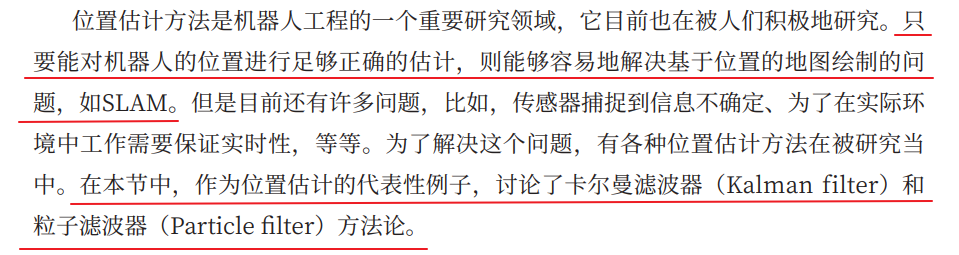 位置估计方法是机器人工程的一个重要研究领域，它目前也在被人们积极地研究。只
要能对机器人的位置进行足够正确的估计，则能够容易地解决基于位置的地图绘制的问
题，如SLAM。但是目前还有许多问题，比如，传感器捕捉到信息不确定、为了在实际环
境中工作需要保证实时性，等等。为了解决这个问题，有各种位置估计方法在被研究当
中。在本节中，作为位置估计的代表性例子，讨论了卡尔曼滤波器（Kalman filter）和
粒子滤波器（Particle filter）方法论。